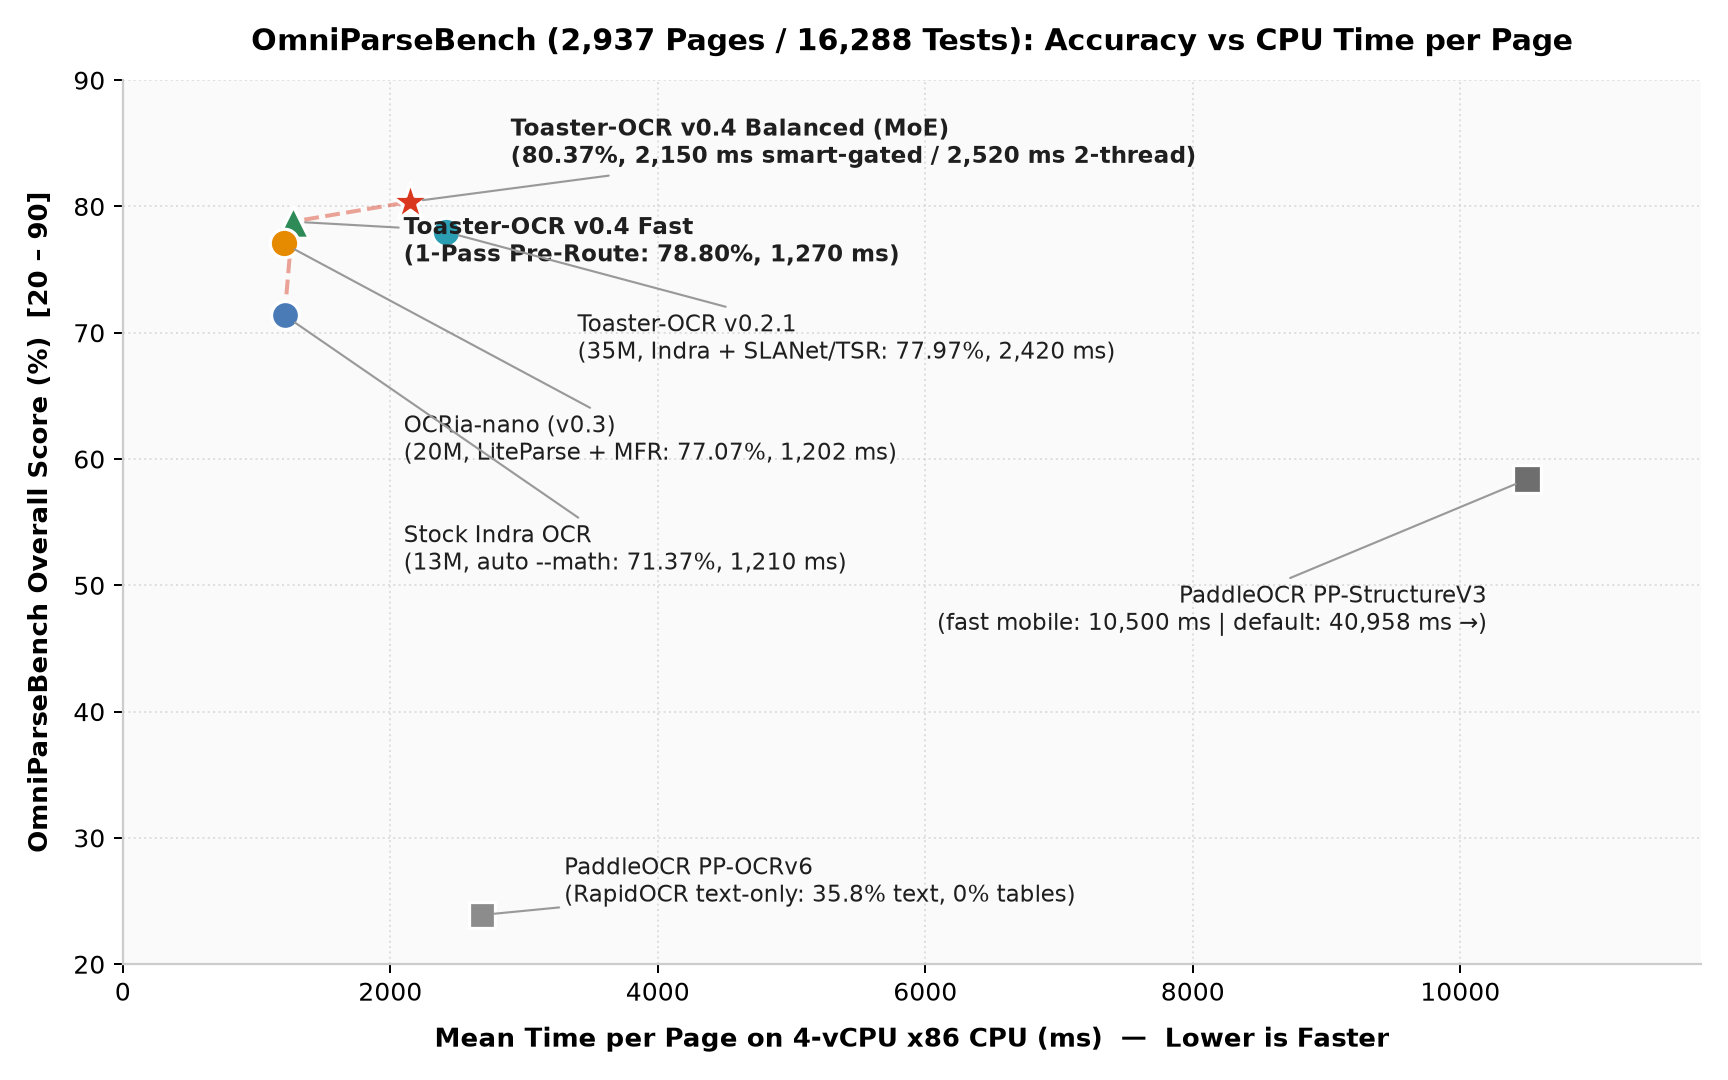 OmniParseBench (2,937 Pages / 16,288 Tests): Accuracy vs CPU Time per Page
OmniParseBench Overall Score (%)  [20 – 90]
90
80
70
60
50
40
30
20
Toaster-OCR v0.4 Balanced (MoE)
(80.37%, 2,150 ms smart-gated / 2,520 ms 2-thread)
Toaster-OCR v0.4 Fast
(1-Pass Pre-Route: 78.80%, 1,270 ms)
Toaster-OCR v0.2.1
(35M, Indra + SLANet/TSR: 77.97%, 2,420 ms)
OCRia-nano (v0.3)
(20M, LiteParse + MFR: 77.07%, 1,202 ms)
Stock Indra OCR
(13M, auto --math: 71.37%, 1,210 ms)
PaddleOCR PP-StructureV3
(fast mobile: 10,500 ms | default: 40,958 ms →)
PaddleOCR PP-OCRv6
(RapidOCR text-only: 35.8% text, 0% tables)
0
2000
4000
6000
8000
10000
Mean Time per Page on 4-vCPU x86 CPU (ms)  —  Lower is Faster